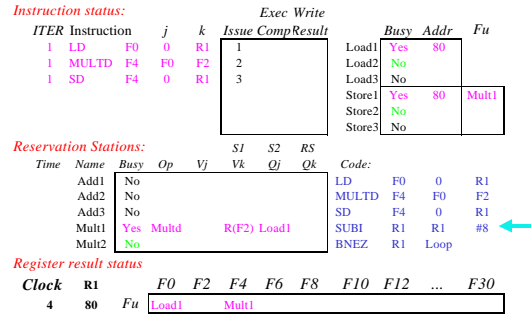 Instruction status: Exec Write
ITER Instruction j k Issue Comp Result Busy Addr Fu
1 LD F0 0 R1 1 Load1 Yes 80
1 MULTD F4 F0 F2 2 Load2 No
1 SD F4 0 R1 3 Load3 No
Store1 Yes 80 Mult1
Store2 No
Store3 No
Reservation Stations: S1 S2 RS
Time Name Busy Op Vj Vk Qj Qk Code:
Add1 No LD F0 0 R1
Add2 No MULTD F4 F0 F2
Add3 No SD F4 0 R1
Mult1 Yes Multd R(F2) Load1 SUBI R1 R1 #8
Mult2 No BNEZ R1 Loop
Register result status
Clock R1 F0 F2 F4 F6 F8 F10 F12 ... F30
4 80 Fu Load1 Mult1